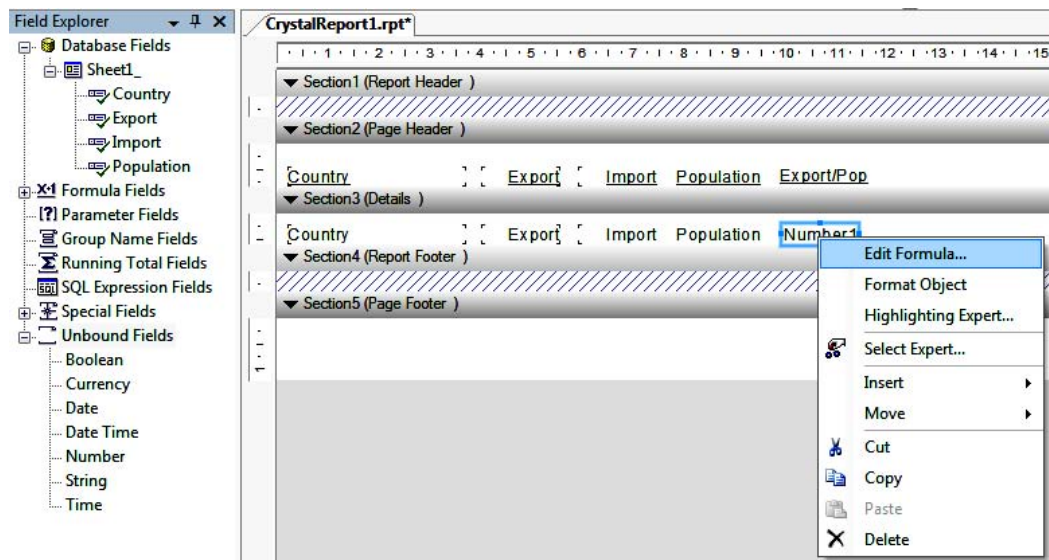 Field Explorer
Database Fields
Sheet1_
Country
Export
Import
Population
Formula Fields
Parameter Fields
Group Name Fields
Running Total Fields
SQL Expression Fields
Special Fields
Unbound Fields
Boolean
Currency
Date
Date Time
Number
String
Time
CrystalReport1.rpt*
1 2 3 4 5 6 7 8 9 10 11 12 13 14 15
Section1 (Report Header )
Section2 (Page Header )
Country Export Import Population Export/Pop
Section3 (Details )
Country Export Import Population Number1
Section4 (Report Footer )
Section5 (Page Footer )
1
Edit Formula...
Format Object
Highlighting Expert...
Select Expert...
Insert
Move
Cut
Copy
Paste
Delete